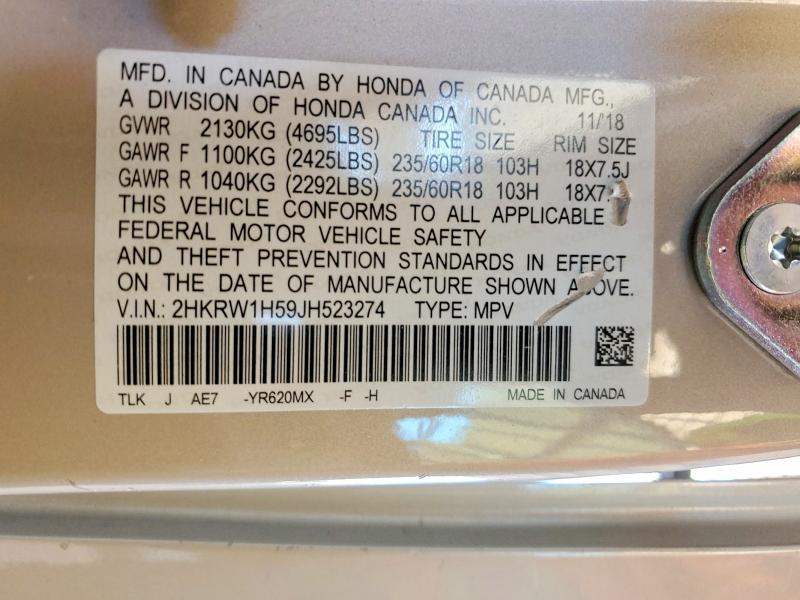 MFD. IN CANADA BY HONDA OF CANADA MFG.,
A DIVISION OF HONDA CANADA INC. 11/'18
GVWR 2130KG (4695LBS) TIRE SIZE RIM SIZE
GAWR F 1100KG (2425LBS) 235/60R18 103H 18X7.5J
GAWR R 1040KG (2292LBS) 235/60R18 103H 18X7.
THIS VEHICLE CONFORMS TO ALL APPLICABLE
FEDERAL MOTOR VEHICLE SAFETY
AND THEFT PREVENTION STANDARDS IN EFFECT
ON THE DATE OF MANUFACTURE SHOWN ABOVE.
V.I.N.: 2HKRW1H59JH523274 TYPE: MPV
TLK J AE7 -YR620MX -F -H MADE IN CANADA